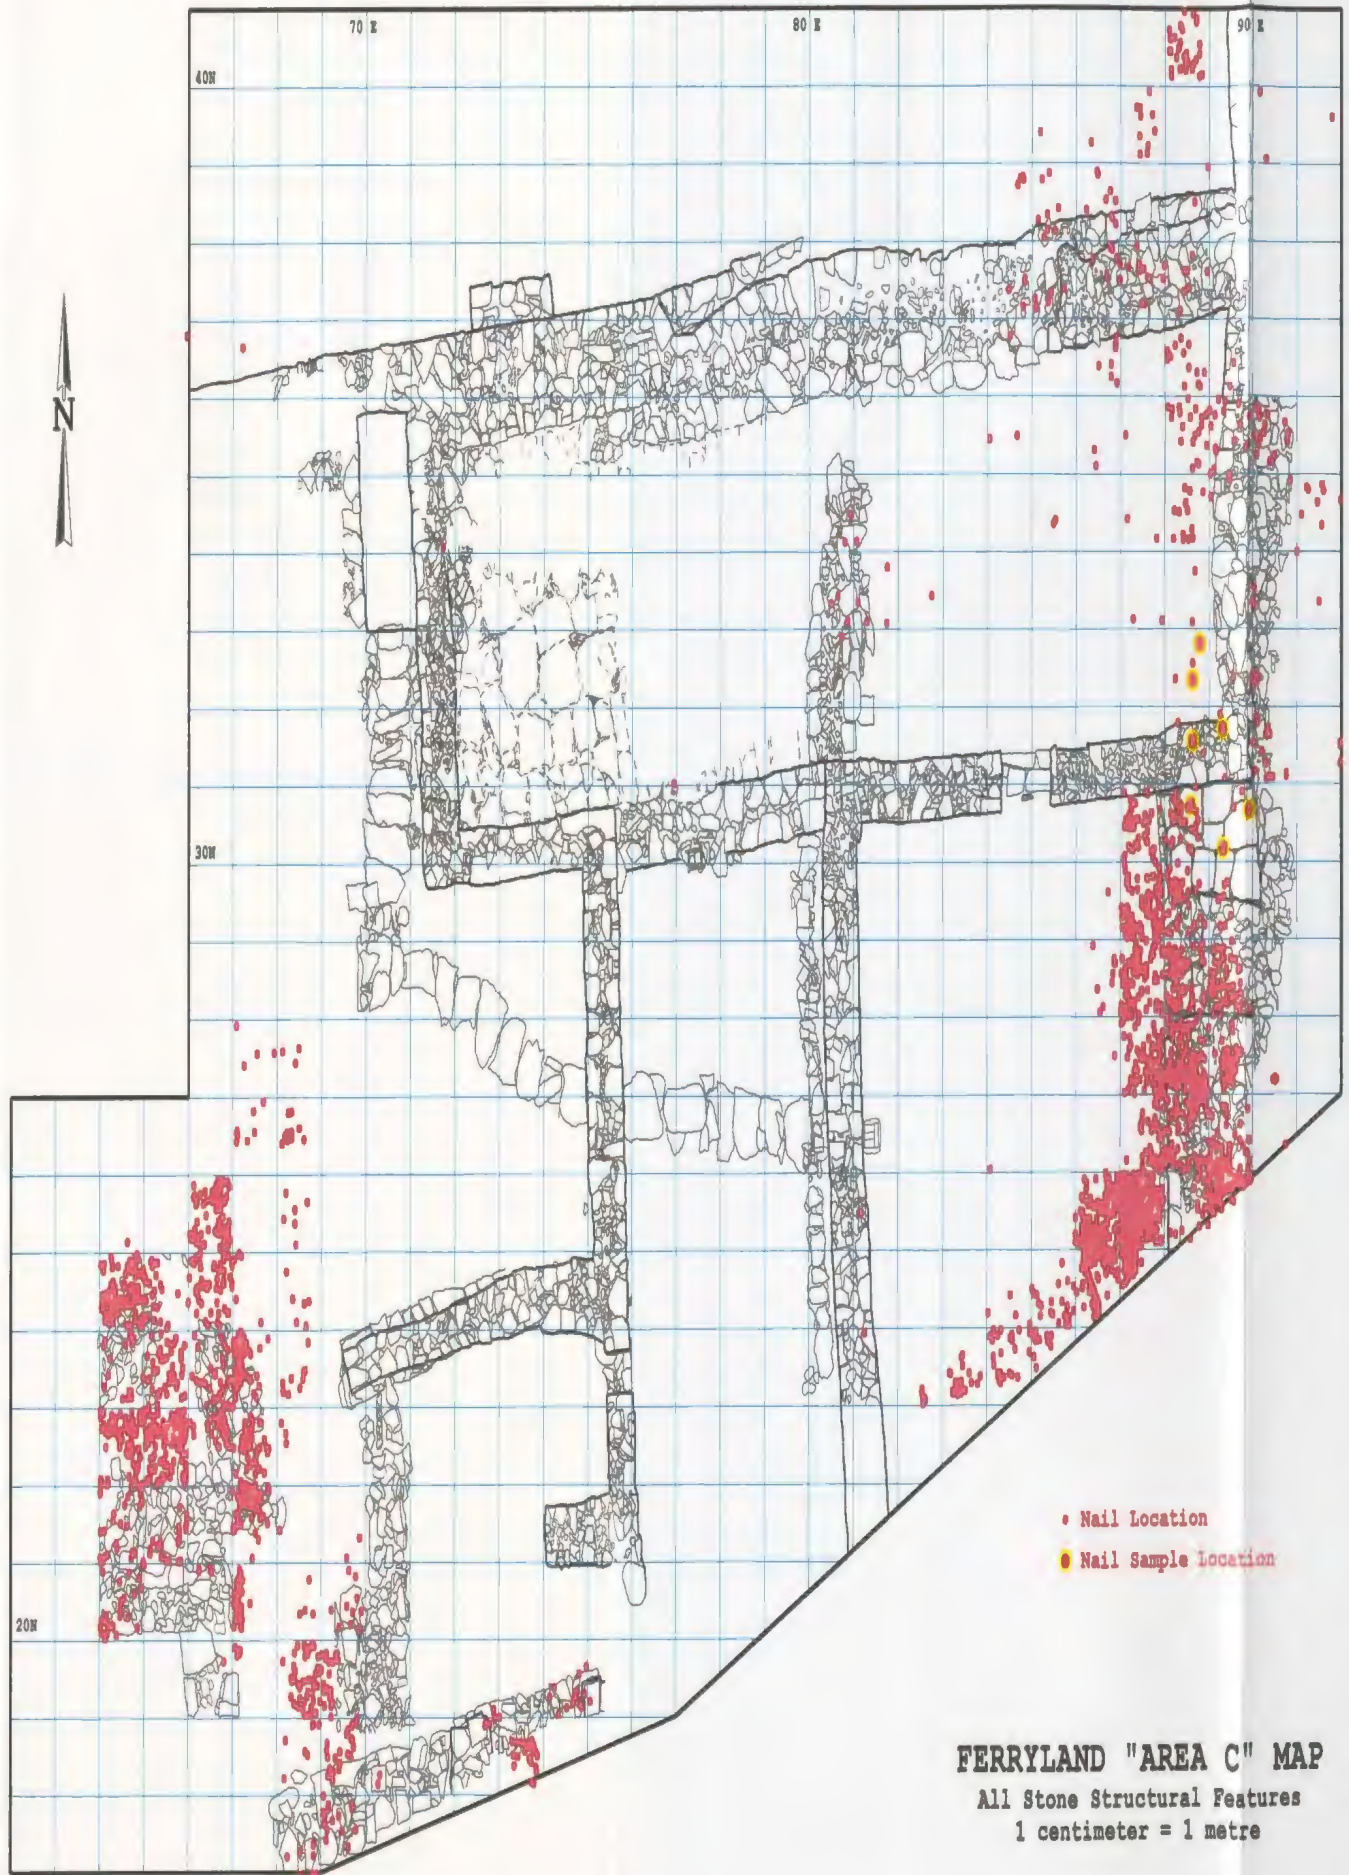 70 E
80 E
90 E
40N
N
30N
20N
Nail Location
Nail Sample Location
FERRYLAND "AREA C" MAP
All Stone Structural Features
1 centimeter = 1 metre